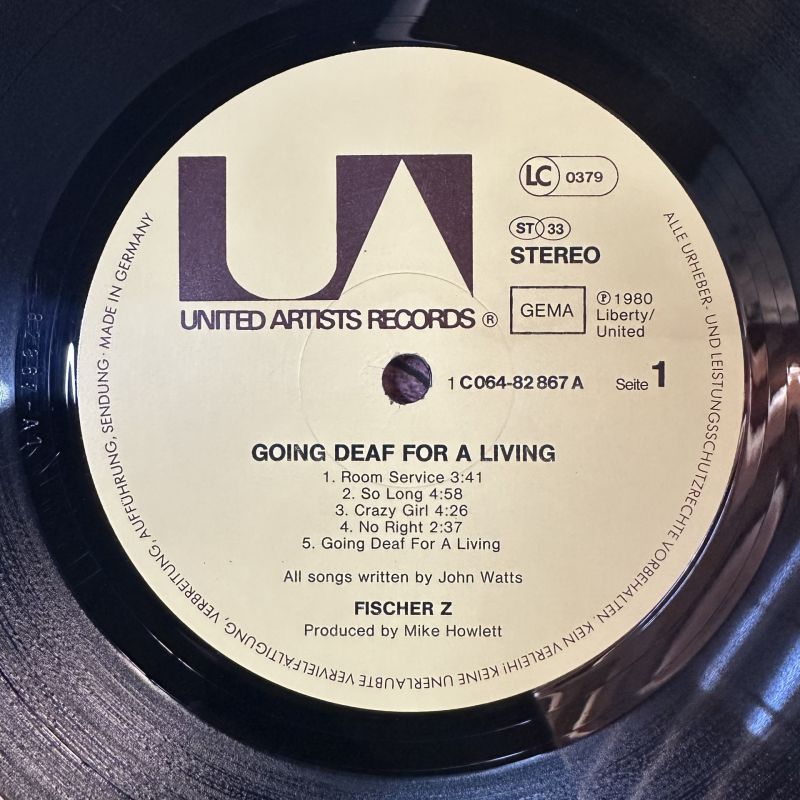 UA
UNITED ARTISTS RECORDS ®
LC 0379
ST 33
STEREO
GEMA
℗ 1980
Liberty/
United
1 C 064-82 867 A
Seite 1
GOING DEAF FOR A LIVING
1. Room Service 3:41
2. So Long 4:58
3. Crazy Girl 4:26
4. No Right 2:37
5. Going Deaf For A Living
All songs written by John Watts
FISCHER Z
Produced by Mike Howlett
ALLE URHEBER- UND LEISTUNGSSCHUTZRECHTE VORBEHALTEN. KEIN VERLEIH! KEINE UNERLAUBTE VERVIELFÄLTIGUNG, VERBREITUNG, AUFFÜHRUNG, SENDUNG · MADE IN GERMANY